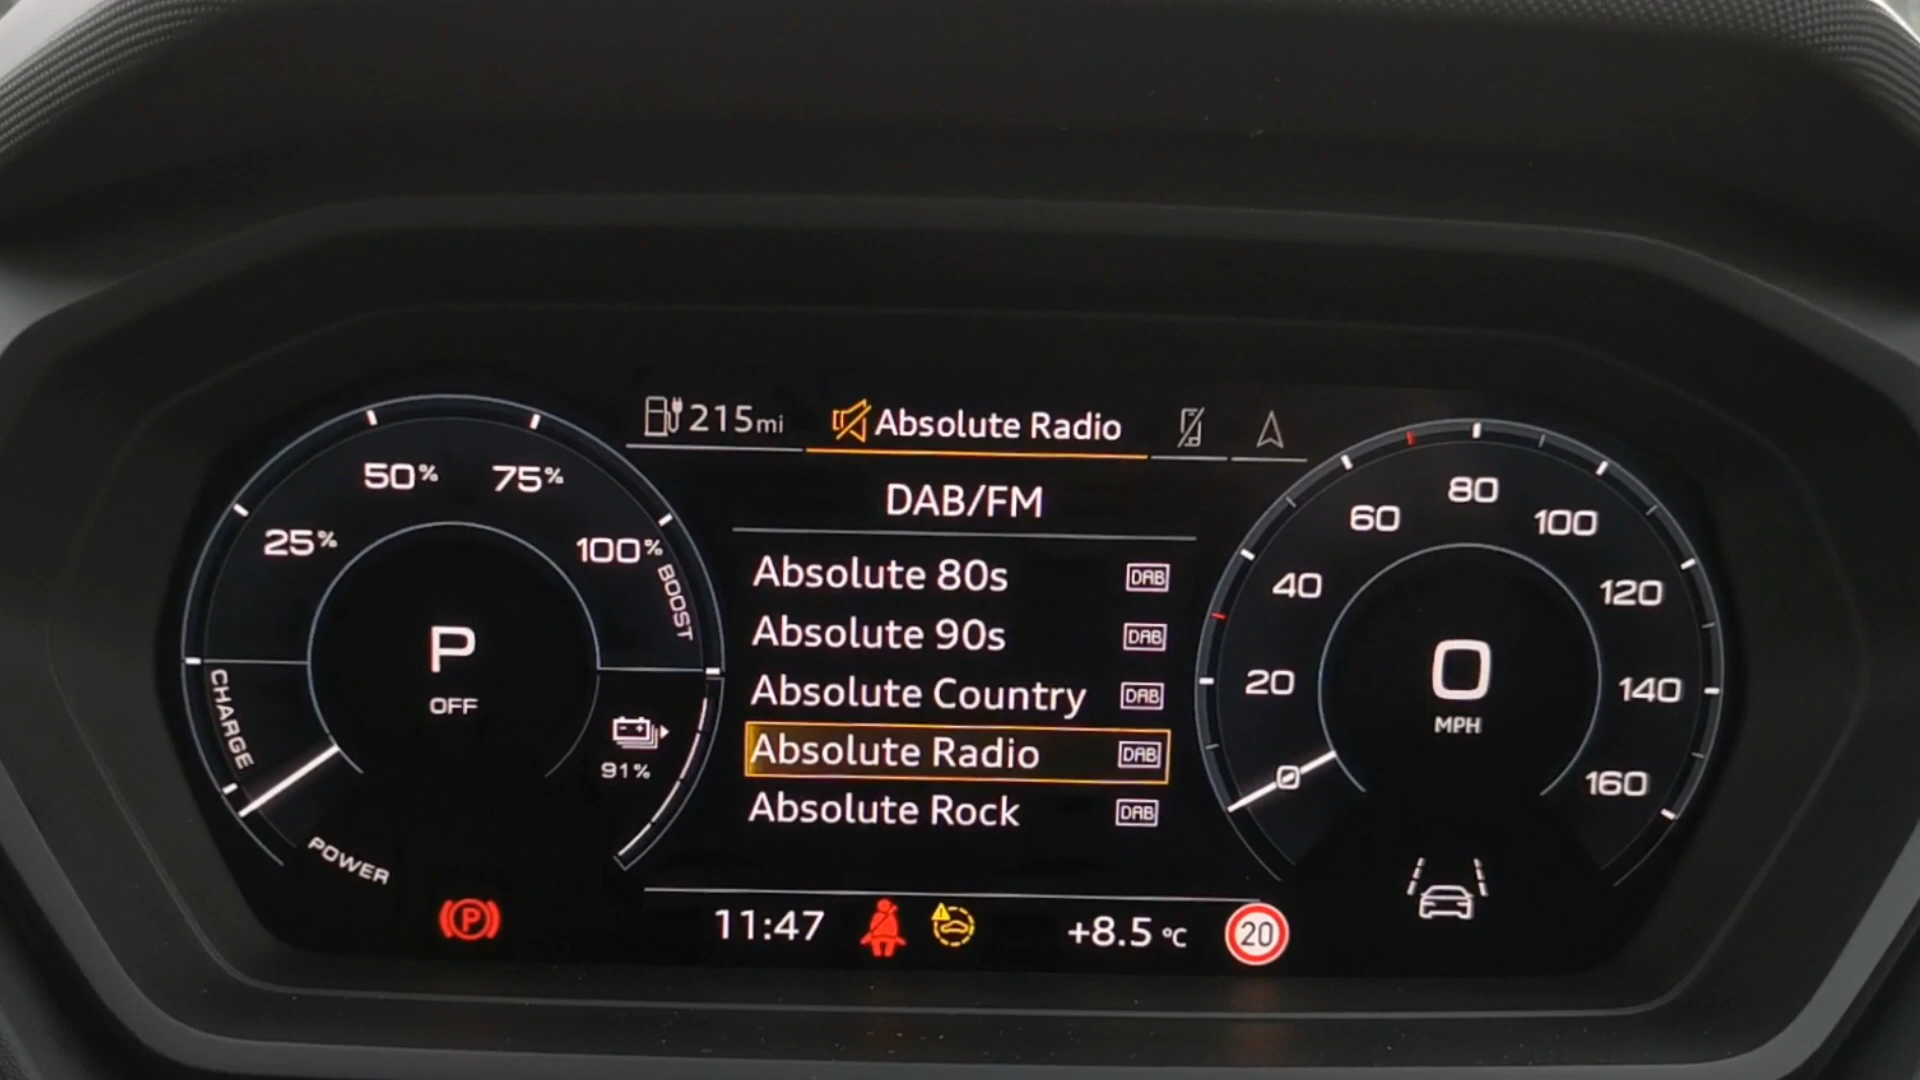 215mi
Absolute Radio
DAB/FM
Absolute 80s DAB
Absolute 90s DAB
Absolute Country DAB
Absolute Radio DAB
Absolute Rock DAB
25%
50%
75%
100%
BOOST
CHARGE
POWER
P
OFF
91%
0
20
40
60
80
100
120
140
160
0
MPH
P
11:47
+8.5 °C
20